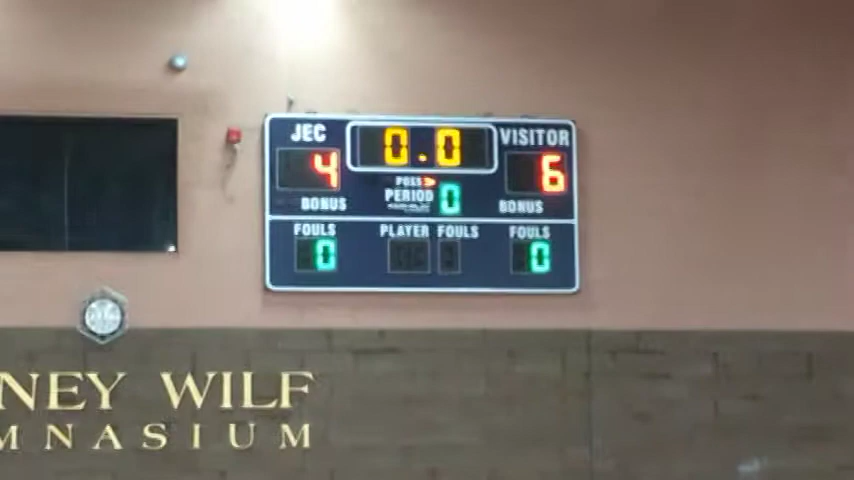 JEC 0.0 VISITOR
4 POSS 6
PERIOD 0
BONUS BONUS
FOULS PLAYER FOULS FOULS
0 0
NEY WILF
MNASIUM